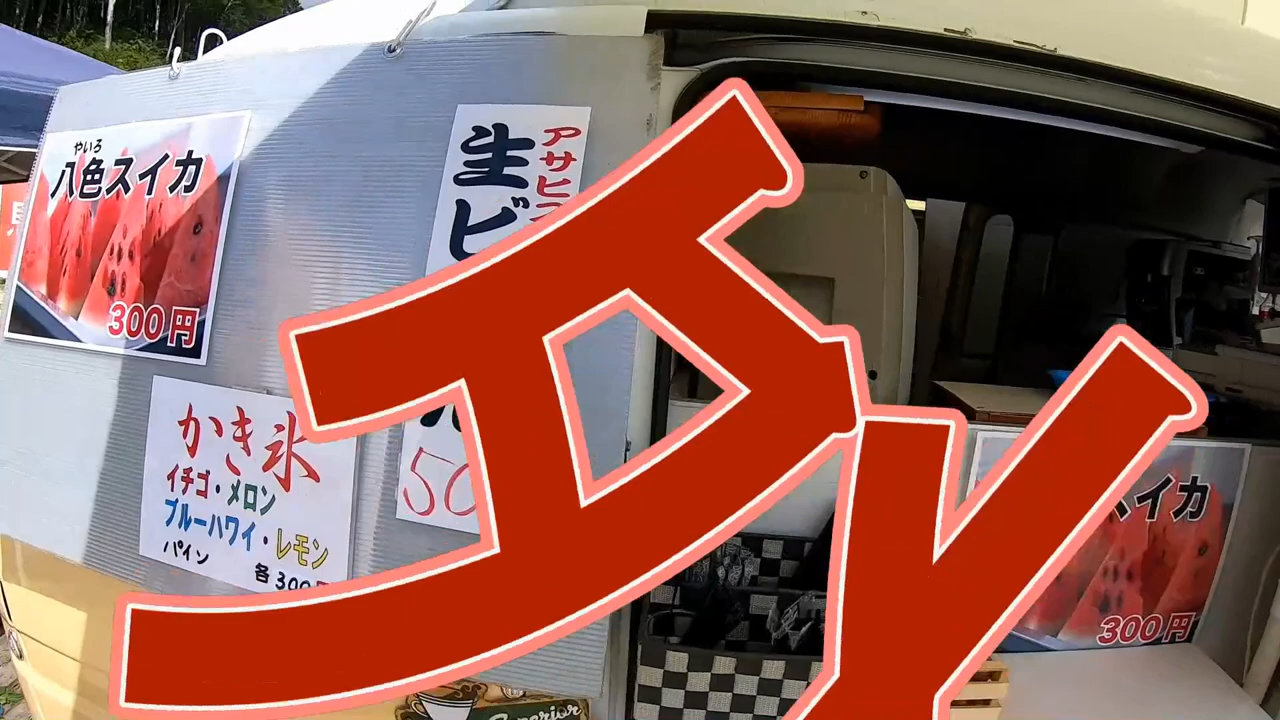 やいろ
八色スイカ
300円
アサヒ
生ビ
50
かき氷
イチゴ・メロン
ブルーハワイ・レモン
パイン
各300円
スイカ
300円
Superior